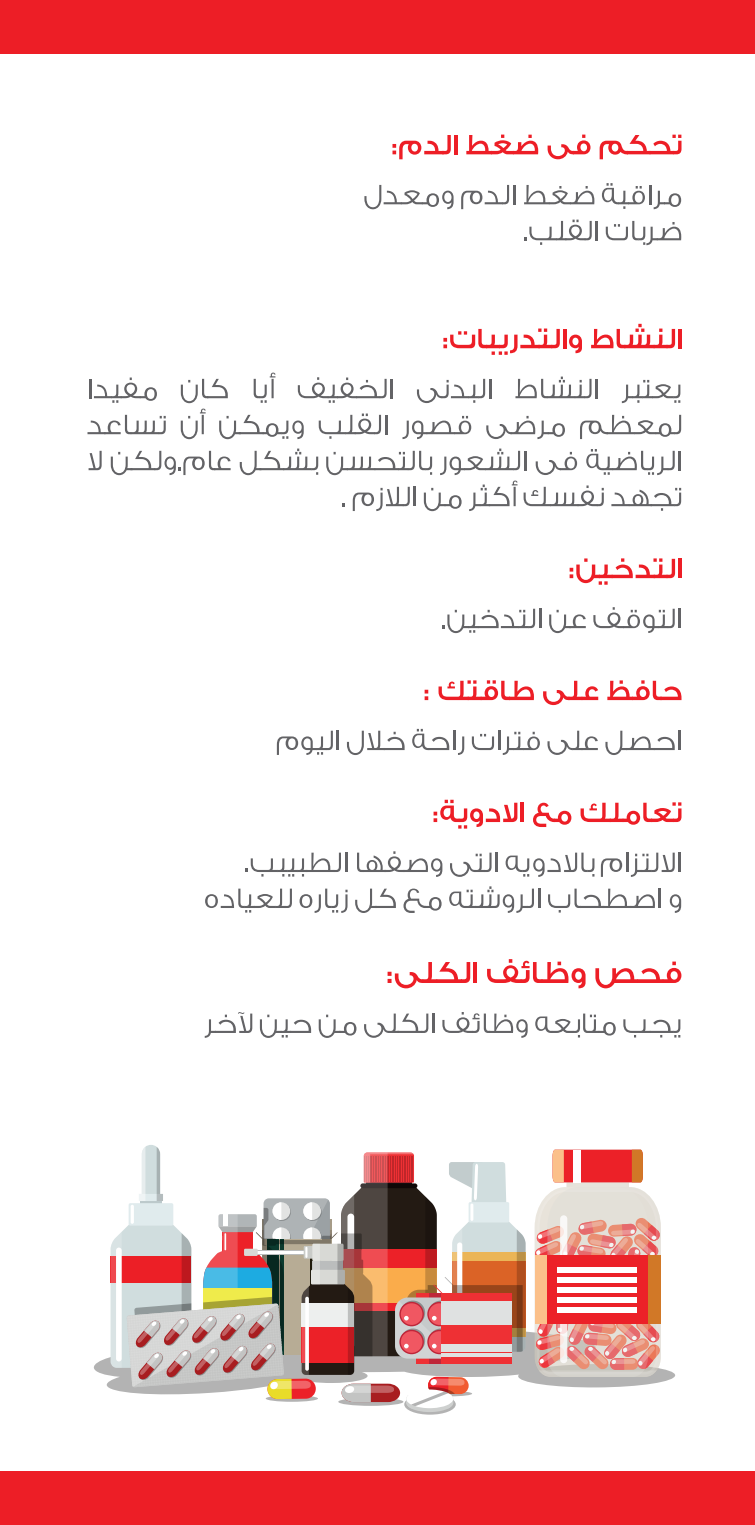 تحكم فى ضغط الدم:
مراقبة ضغط الدم ومعدل
ضربات القلب.
النشاط والتدريبات:
يعتبر النشاط البدنى الخفيف أيا كان مفيدا
لمعظم مرضى قصور القلب ويمكن أن تساعد
الرياضية فى الشعور بالتحسن بشكل عام.ولكن لا
تجهد نفسك أكثر من اللازم .
التدخين:
التوقف عن التدخين.
حافظ على طاقتك :
احصل على فترات راحة خلال اليوم
تعاملك مع الادوية:
الالتزام بالادويه التى وصفها الطبيبب.
و اصطحاب الروشته مع كل زياره للعياده
فحص وظائف الكلى:
يجب متابعه وظائف الكلى من حين لآخر